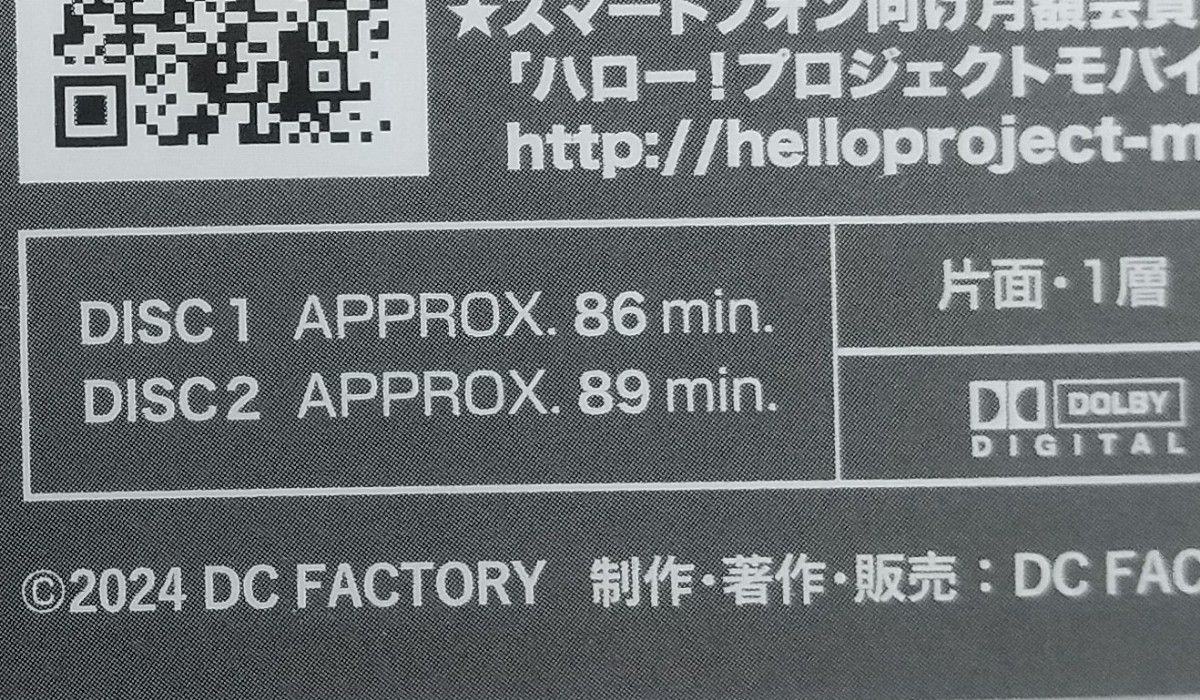 ★スマートフォン向け月額会員
「ハロー！プロジェクトモバイ
http://helloproject-m
DISC 1 APPROX. 86 min.
DISC 2 APPROX. 89 min.
片面・1層
DOLBY
DIGITAL
©2024 DC FACTORY 制作・著作・販売：DC FAC